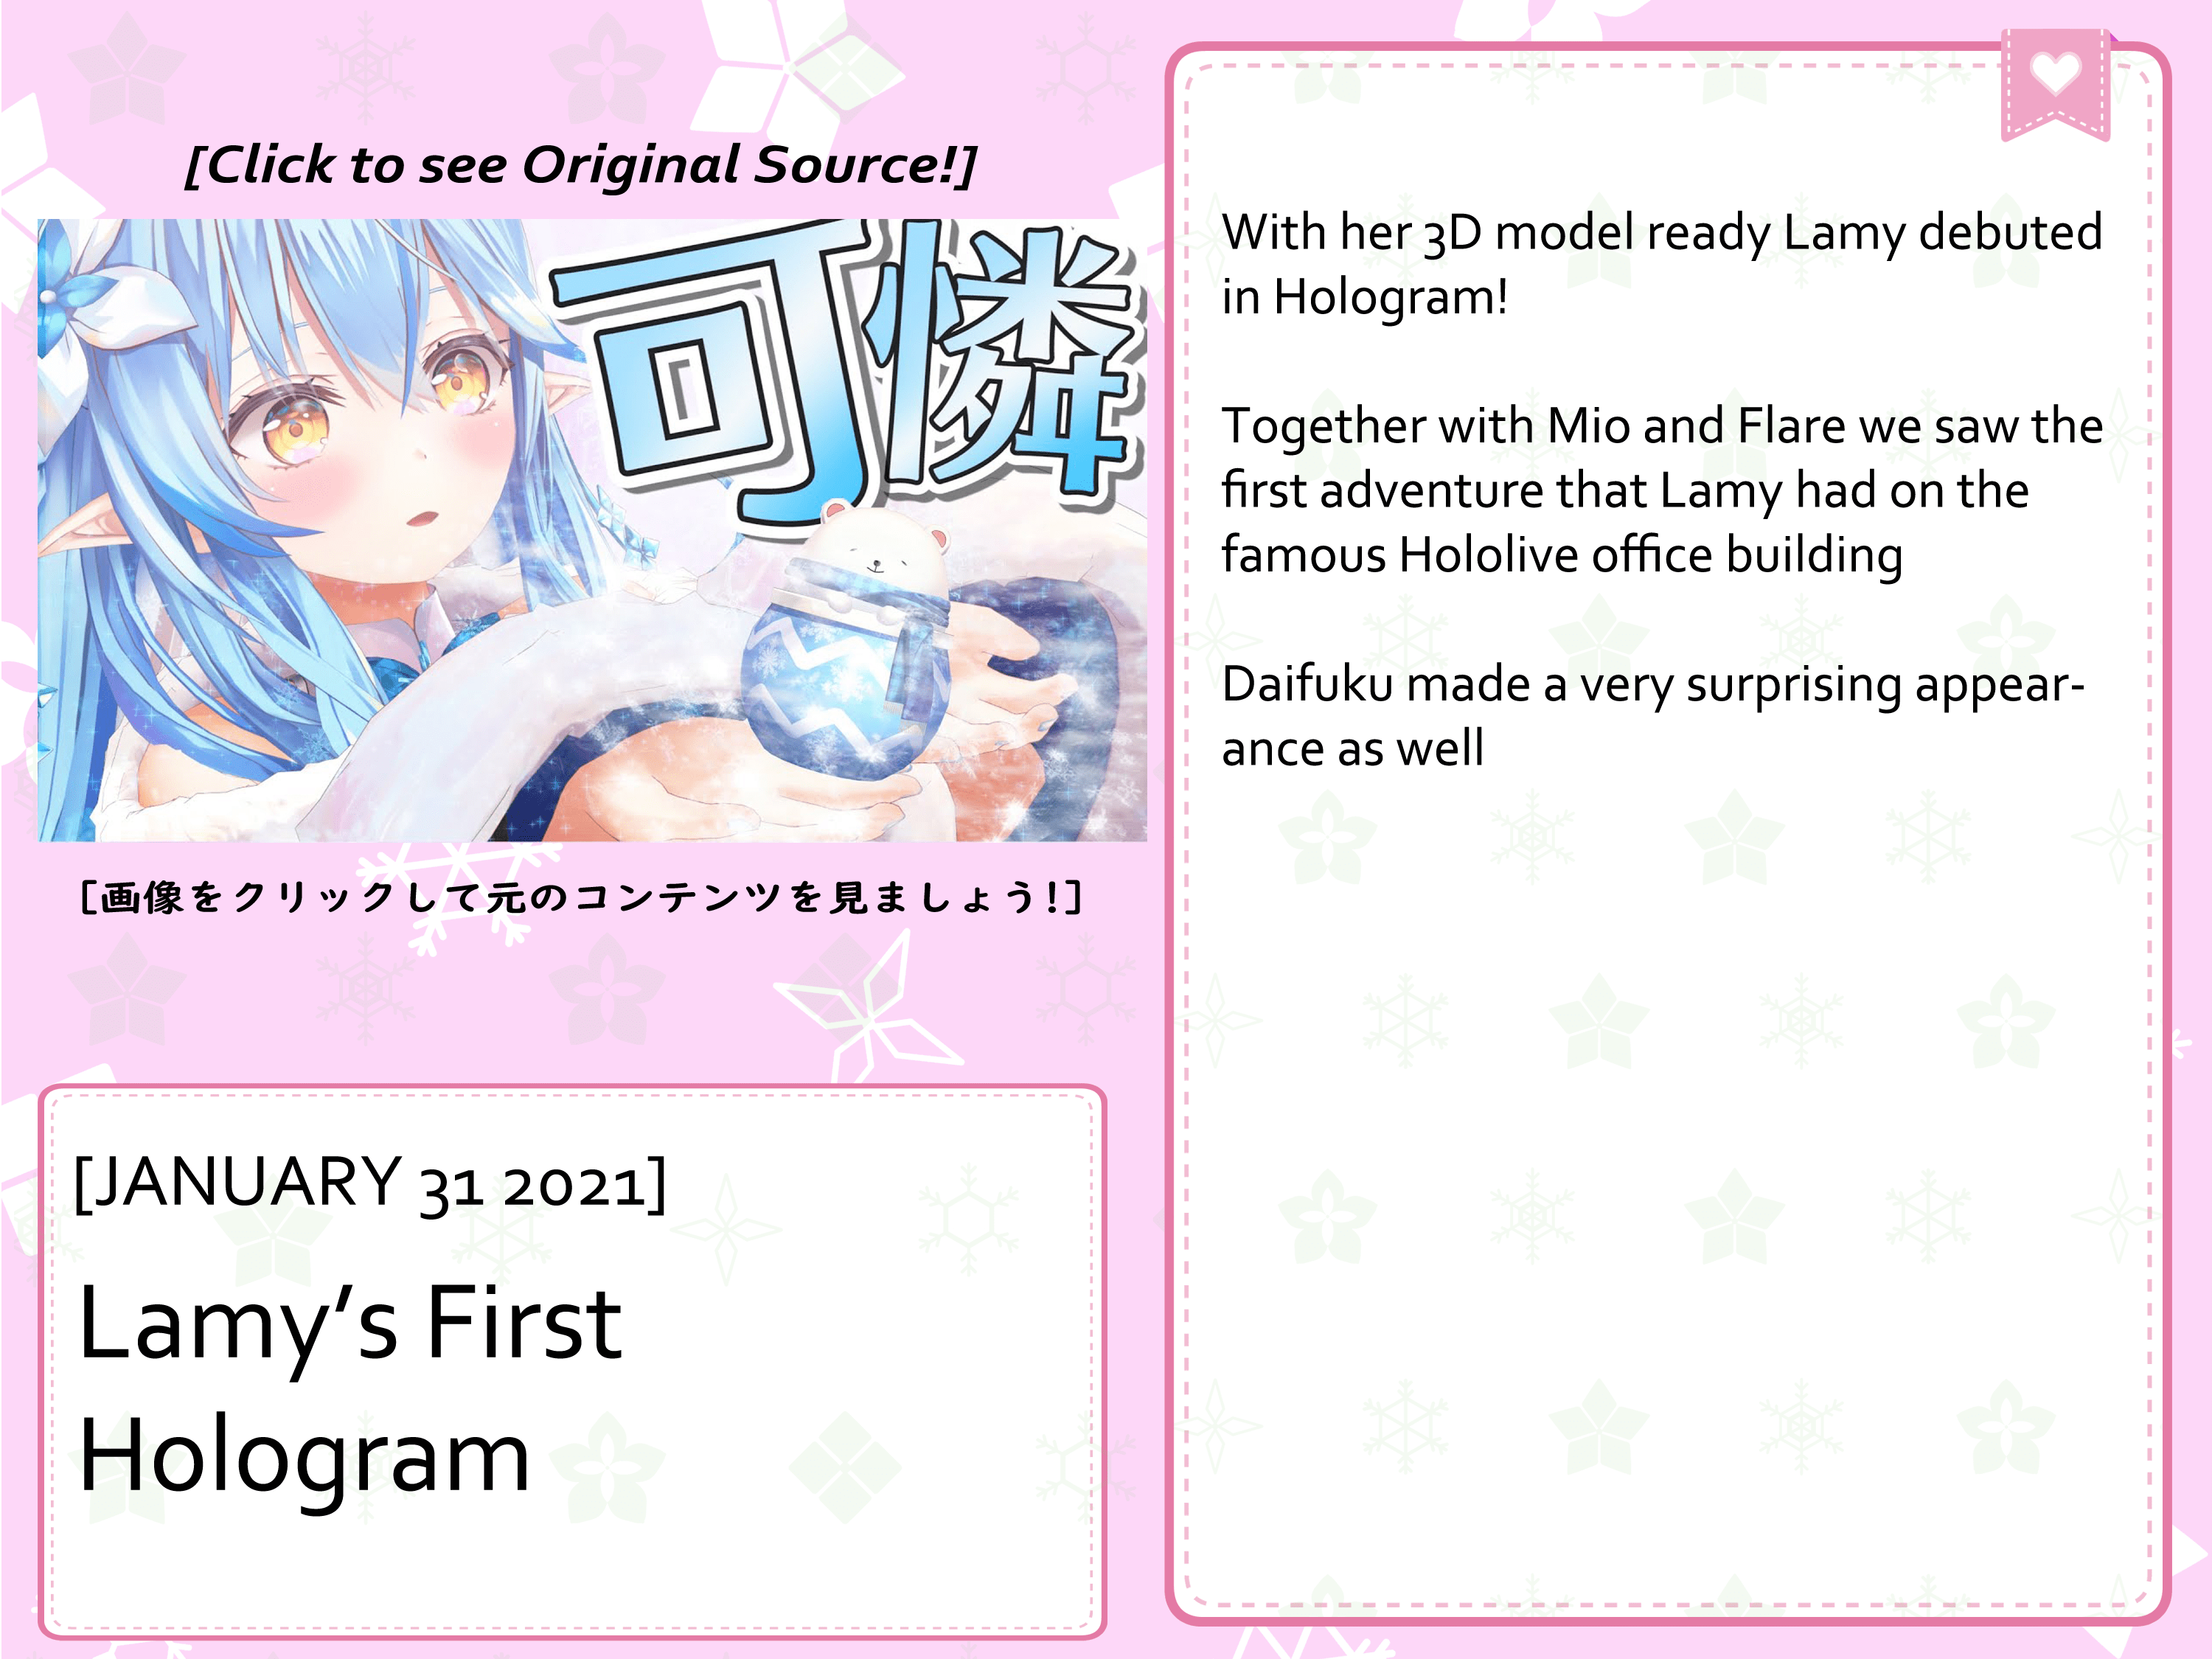 [Click to see Original Source!]
可憐
[画像をクリックして元のコンテンツを見ましょう!]
[JANUARY 31 2021]
Lamy's First
Hologram
With her 3D model ready Lamy debuted
in Hologram!
Together with Mio and Flare we saw the
first adventure that Lamy had on the
famous Hololive office building
Daifuku made a very surprising appear-
ance as well